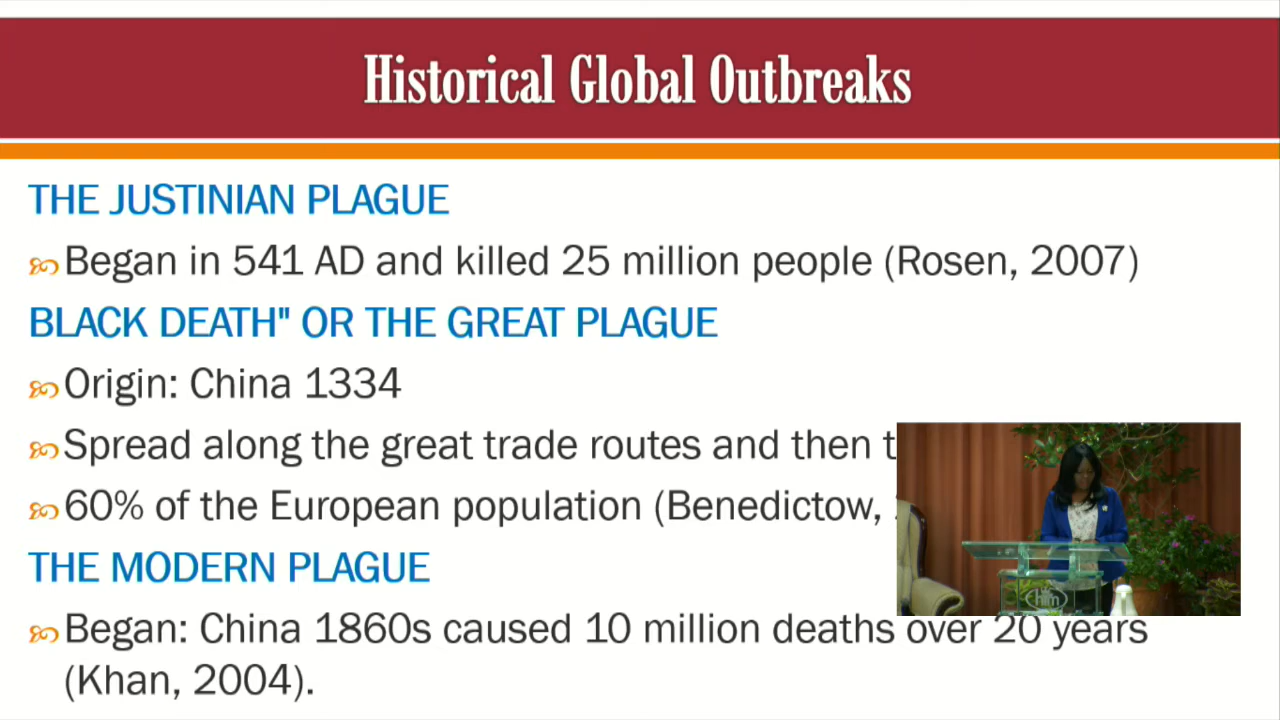 Historical Global Outbreaks
THE JUSTINIAN PLAGUE
Began in 541 AD and killed 25 million people (Rosen, 2007)
BLACK DEATH" OR THE GREAT PLAGUE
Origin: China 1334
Spread along the great trade routes and then
60% of the European population (Benedictow,
THE MODERN PLAGUE
Began: China 1860s caused 10 million deaths over 20 years
(Khan, 2004).